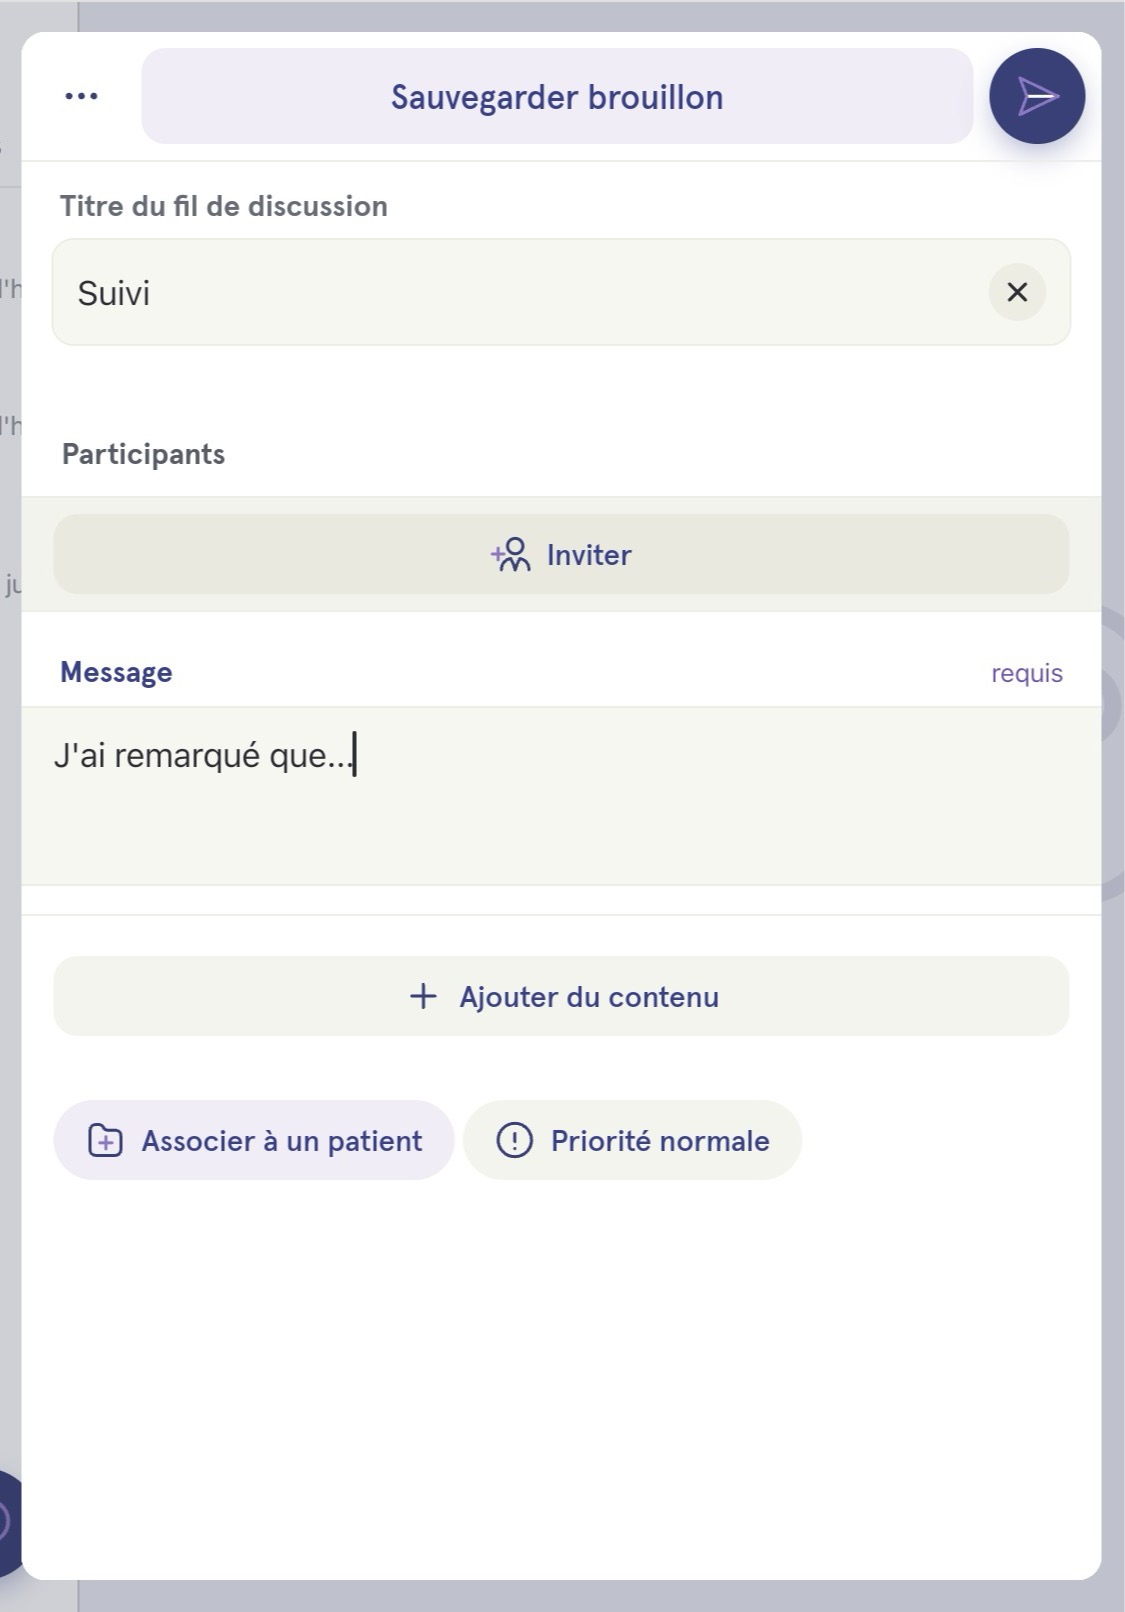 Sauvegarder brouillon
Titre du fil de discussion
Suivi
Participants
Inviter
Message
requis
J'ai remarqué que...
Ajouter du contenu
Associer à un patient
Priorité normale